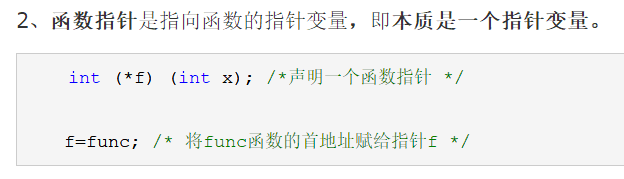 2、函数指针是指向函数的指针变量，即本质是一个指针变量。
int (*f) (int x); /*声明一个函数指针 */
f=func; /* 将func函数的首地址赋给指针f */